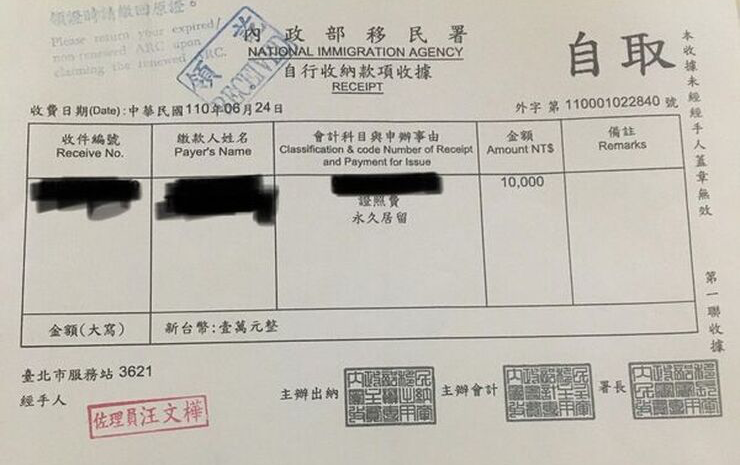 領證時請繳回原證。
Please return your expired/
non-renewed ARC upon
claiming the renewed ARC.
領 訖
RECEIVED
內政部移民署
NATIONAL IMMIGRATION AGENCY
自行收納款項收據
RECEIPT
自取
收費日期(Date):中華民國110年06月24日
外字 第 110001022840 號
收件編號
Receive No.
繳款人姓名
Payer's Name
會計科目與申辦事由
Classification & code Number of Receipt
and Payment for Issue
金額
Amount NT$
備註
Remarks
證照費
永久居留
10,000
金額(大寫)
新台幣:壹萬元整
本收據未經經手人蓋章無效
第一聯收據
臺北市服務站 3621
經手人
佐理員汪文樺
主辦出納
主辦會計
署長